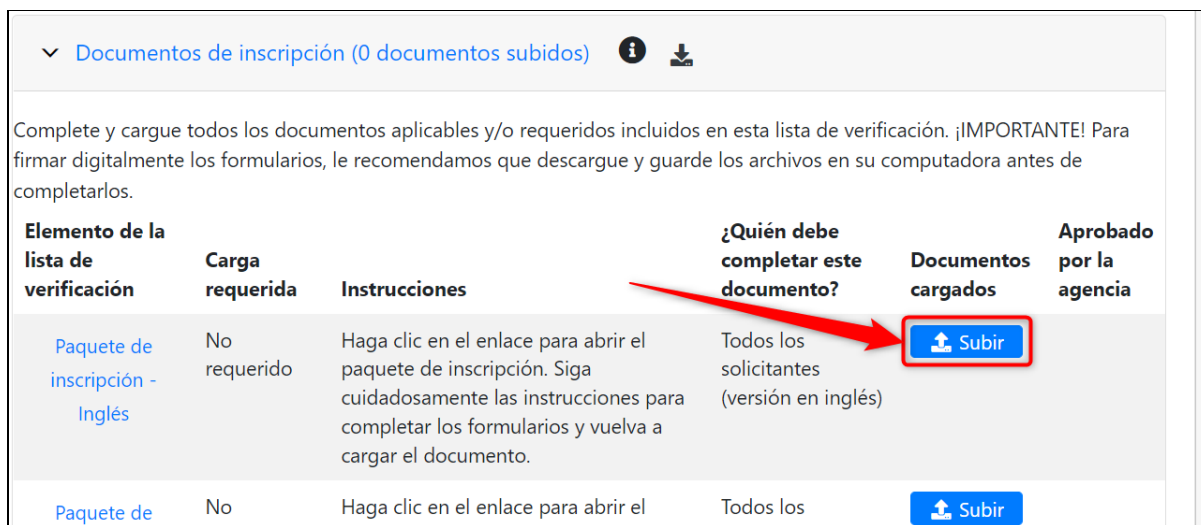 Documentos de inscripción (0 documentos subidos)
Complete y cargue todos los documentos aplicables y/o requeridos incluidos en esta lista de verificación. ¡IMPORTANTE! Para
firmar digitalmente los formularios, le recomendamos que descargue y guarde los archivos en su computadora antes de
completarlos.
Elemento de la
lista de
verificación
Carga
requerida
Instrucciones
¿Quién debe
completar este
documento?
Documentos
cargados
Aprobado
por la
agencia
Paquete de
inscripción -
Inglés
No
requerido
Haga clic en el enlace para abrir el
paquete de inscripción. Siga
cuidadosamente las instrucciones para
completar los formularios y vuelva a
cargar el documento.
Todos los
solicitantes
(versión en inglés)
Subir
Paquete de
No
Haga clic en el enlace para abrir el
Todos los
Subir